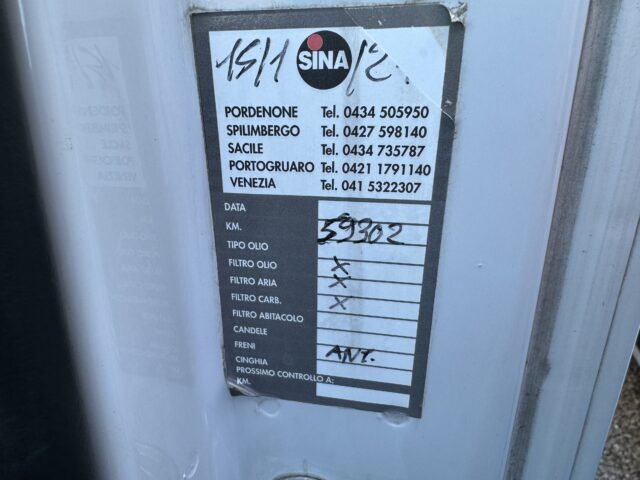 15/1 SINA /2
PORDENONE Tel. 0434 505950
SPILIMBERGO Tel. 0427 598140
SACILE Tel. 0434 735787
PORTOGRUARO Tel. 0421 1791140
VENEZIA Tel. 041 5322307
DATA
KM. 59302
TIPO OLIO
FILTRO OLIO X
FILTRO ARIA X
FILTRO CARB. X
FILTRO ABITACOLO
CANDELE
FRENI ANT.
CINGHIA
PROSSIMO CONTROLLO A:
KM.